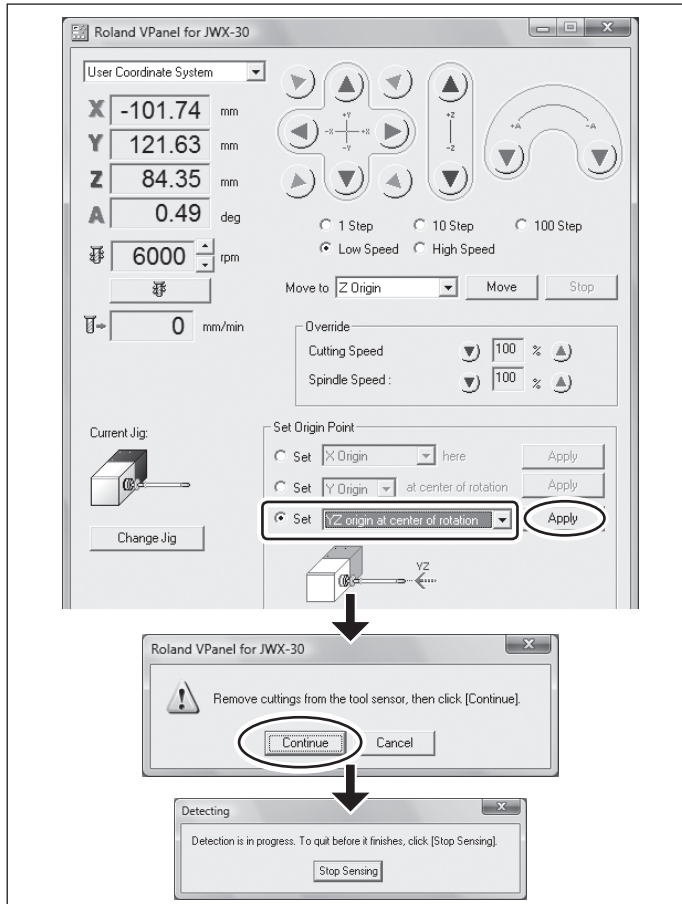 Roland VPanel for JWX-30
User Coordinate System
X -101.74 mm
Y 121.63 mm
Z 84.35 mm
A 0.49 deg
6000 rpm
0 mm/min
+Y
-X +X
-Y
+Z
-Z
+A -A
1 Step 10 Step 100 Step
Low Speed High Speed
Move to Z Origin Move Stop
Override
Cutting Speed 100 %
Spindle Speed : 100 %
Current Jig:
Change Jig
Set Origin Point
Set X Origin here Apply
Set Y Origin at center of rotation Apply
Set YZ origin at center of rotation Apply
YZ
Roland VPanel for JWX-30
Remove cuttings from the tool sensor, then click [Continue].
Continue Cancel
Detecting
Detection is in progress. To quit before it finishes, click [Stop Sensing].
Stop Sensing